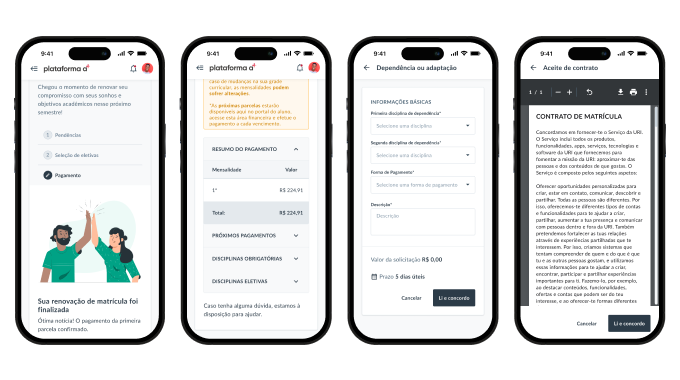 9:41
plataforma a
Chegou o momento de renovar seu
compromisso com seus sonhos e
objetivos acadêmicos nesse próximo
semestre!
1 Pendências
2 Seleção de eletivas
Pagamento
Sua renovação de matrícula foi
finalizada
Ótima notícia! O pagamento da primeira
parcela confirmado.
9:41
plataforma a
caso de mudança no sua grade
curricular, as mensalidades podem
sofrer alterações.
*As próximas parcelas estarão
disponíveis aqui no portal do aluno,
acesse esta área financeira e efetue o
pagamento a cada vencimento.
RESUMO DO PAGAMENTO
Mensalidade Valor
1ª R$ 224,91
Total: R$ 224,91
PRÓXIMOS PAGAMENTOS
DISCIPLINAS OBRIGATÓRIAS
DISCIPLINAS ELETIVAS
Caso tenha alguma dúvida, estamos à
disposição para ajudar.
9:41
Dependência ou adaptação
INFORMAÇÕES BÁSICAS
Primeira disciplina de dependência*
Selecione uma disciplina
Segunda disciplina de dependência*
Selecione uma disciplina
Forma de Pagamento*
Selecione uma forma de pagamento
Descrição*
Descrição
Valor da solicitação R$ 0,00
Prazo 5 dias úteis
Cancelar Li e concordo
9:41
Aceite de contrato
1 / 1
CONTRATO DE MATRÍCULA
Concordamos em fornecer-te o Serviço da URI.
O Serviço inclui todos os produtos,
funcionalidades, apps, serviços, tecnologias e
software da URI que fornecemos para
fomentar a missão da URI: aproximar-te das
pessoas e dos conteúdos de que gostas. O
Serviço é composto pelos seguintes aspetos:
Oferecer oportunidades personalizadas para
criar, estar em contato, comunicar, descobrir e
partilhar. Todas as pessoas são diferentes. Por
isso, oferecemos-te diferentes tipos de contas
e funcionalidades para te ajudar a criar,
partilhar, aumentar a tua presença e comunicar
com pessoas dentro e fora da URI. Também
pretendemos fortalecer as tuas relações
através de experiências partilhadas que te
interessem. Por isso, criamos sistemas que
tentam compreender de quem e do de que é que
tu e as outras pessoas gostam, e utilizamos
essas informações para te ajudar a criar,
encontrar, participar e partilhar experiências
importantes para ti. Fazemo-lo, por exemplo,
ao destacar conteúdos, funcionalidades,
ofertas e contas que podem ser do teu
interesse, e ao oferecer-te formas diferentes
Cancelar Li e concordo